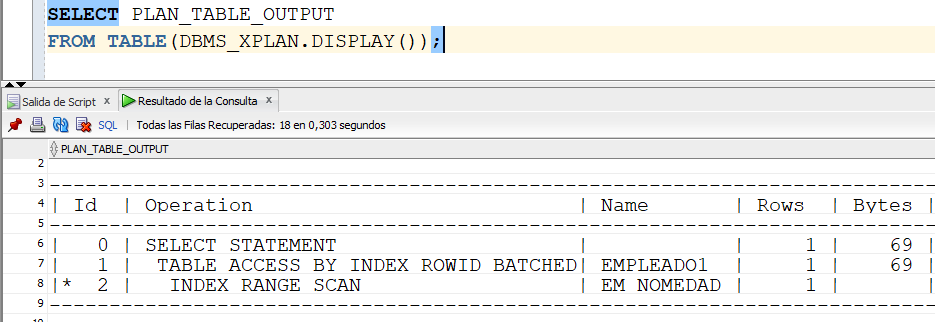 SELECT PLAN_TABLE_OUTPUT
FROM TABLE(DBMS_XPLAN.DISPLAY());
Salida de Script x Resultado de la Consulta x
SQL | Todas las Filas Recuperadas: 18 en 0,303 segundos
PLAN_TABLE_OUTPUT
2
3 ------------------------------------------------------------------------
4 | Id | Operation | Name | Rows | Bytes |
5 ------------------------------------------------------------------------
6 | 0 | SELECT STATEMENT | | 1 | 69 |
7 | 1 | TABLE ACCESS BY INDEX ROWID BATCHED| EMPLEADO1 | 1 | 69 |
8 |* 2 | INDEX RANGE SCAN | EM NOMEDAD | 1 | |
9 ------------------------------------------------------------------------